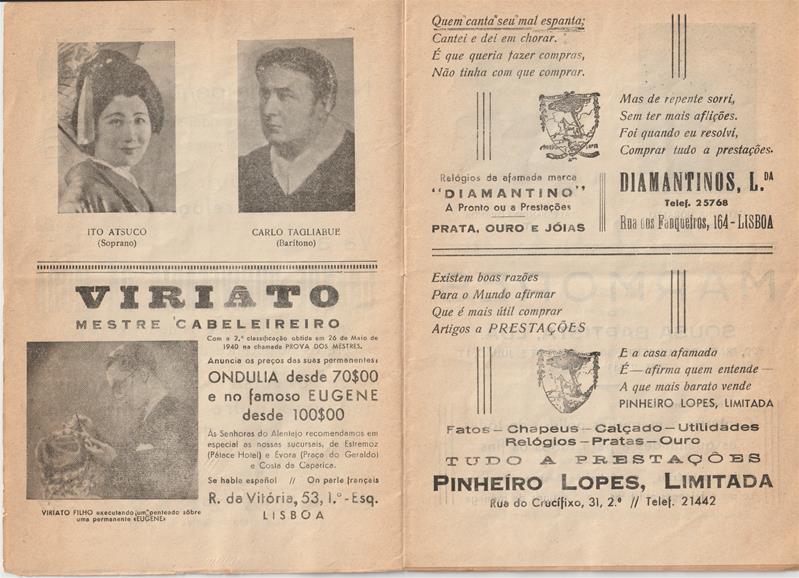 ITO ATSUCO
(Soprano)
CARLO TAGLIABUE
(Barítono)
VIRIATO
MESTRE CABELEIREIRO
Com a 2.ª classificação obtida em 26 de Maio de
1940 na chamada PROVA DOS MESTRES.
Anuncia os preços das suas permanentes:
ONDULIA desde 70$00
e no famoso EUGENE
desde 100$00
Às Senhoras do Alentejo recomendamos em
especial as nossas sucursais, de Estremoz
(Pálace Hotel) e Évora (Praça do Geraldo)
e Costa da Caparica.
Se habla español // On parle français
R. da Vitória, 53, 1.º - Esq.
LISBOA
VIRIATO FILHO executando um penteado sôbre
uma permanente «EUGENE»
Quem canta seu mal espanta;
Cantei e dei em chorar.
É que queria fazer compras,
Não tinha com que comprar.
Mas de repente sorri,
Sem ter mais aflições.
Foi quando eu resolvi,
Comprar tudo a prestações.
Relógios da afamada marca
"DIAMANTINO"
A Pronto ou a Prestações
PRATA, OURO E JÓIAS
DIAMANTINOS, L.DA
Telef. 25768
Rua dos Fanqueiros, 164 - LISBOA
Existem boas razões
Para o Mundo afirmar
Que é mais útil comprar
Artigos a PRESTAÇÕES
E a casa afamada
É — afirma quem entende —
A que mais barato vende
PINHEIRO LOPES, LIMITADA
Fatos — Chapeus — Calçado — Utilidades
Relógios — Pratas — Ouro
TUDO A PRESTAÇÕES
PINHEÍRO LOPES, LIMITADA
Rua do Crucifixo, 31, 2.º // Telef. 21442